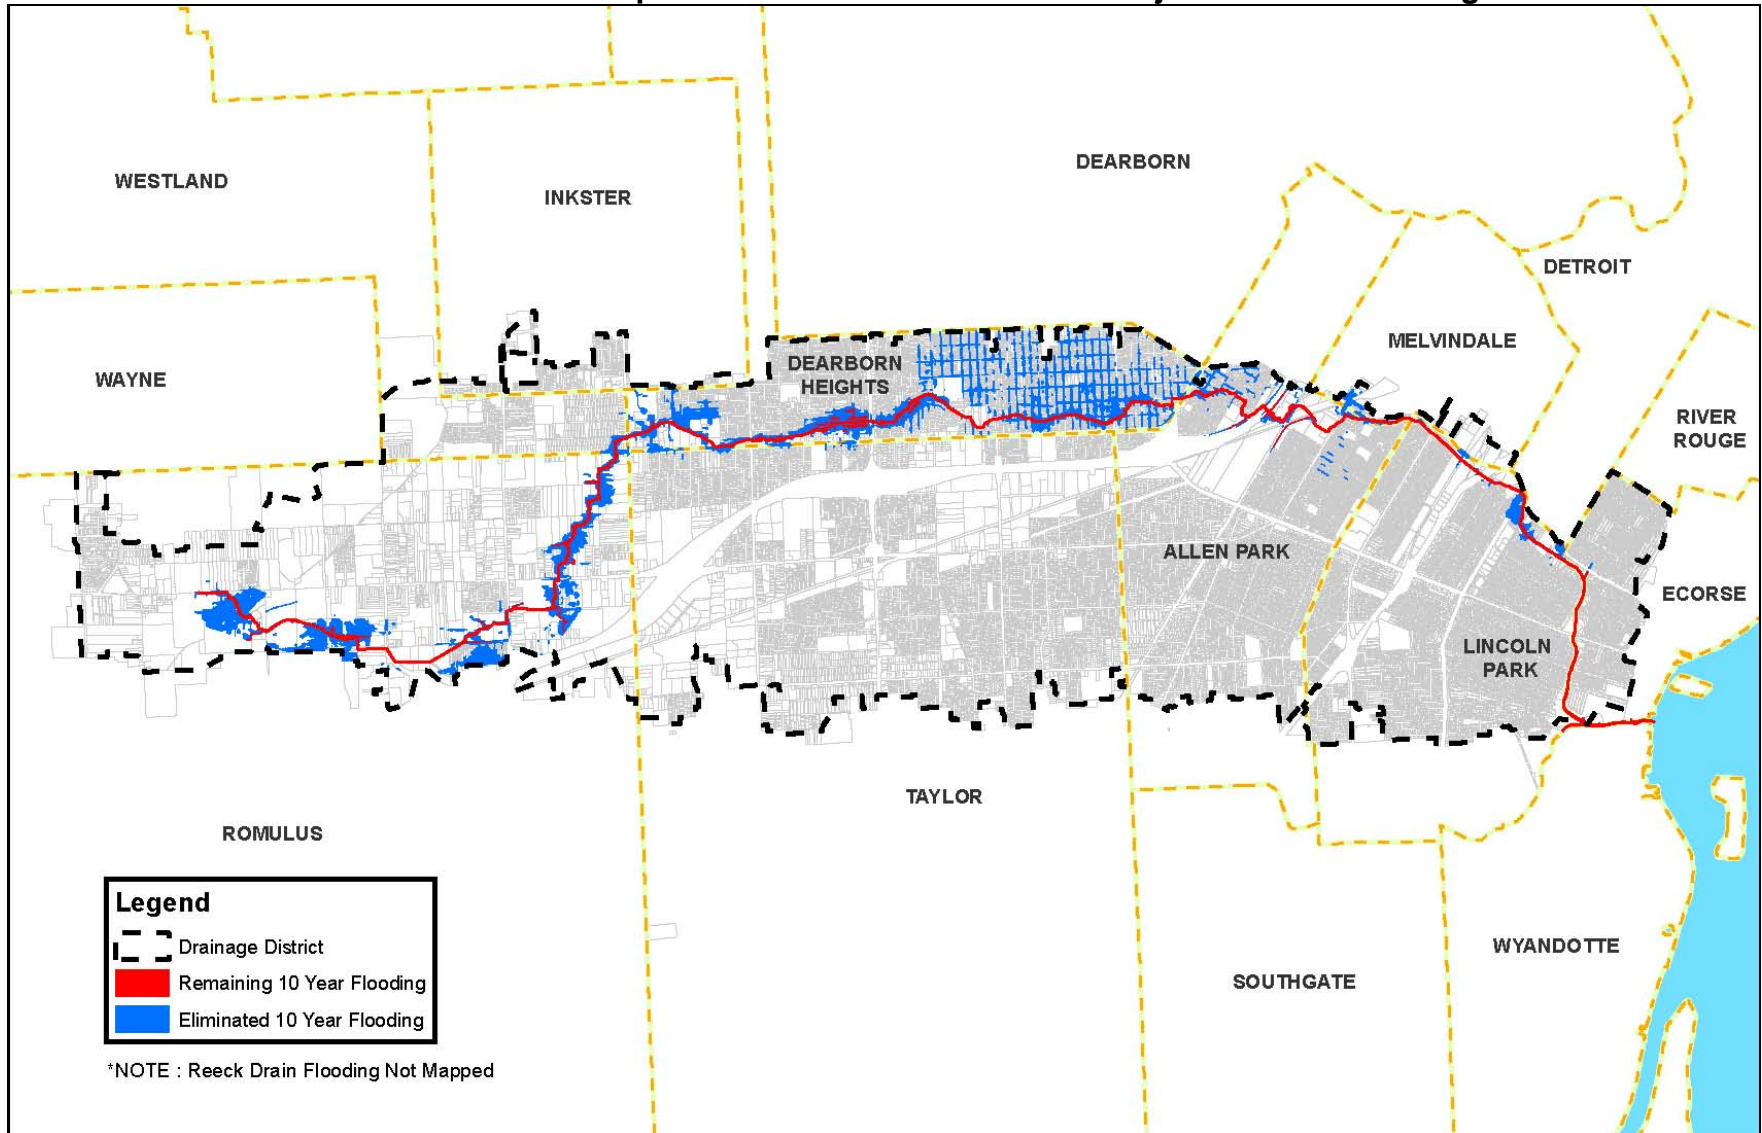 DEARBORN
WESTLAND
INKSTER
DETROIT
MELVINDALE
DEARBORN
HEIGHTS
WAYNE
RIVER
ROUGE
ALLEN PARK
ECORSE
LINCOLN
PARK
TAYLOR
ROMULUS
Legend
Drainage District
Remaining 10 Year Flooding
Eliminated 10 Year Flooding
WYANDOTTE
SOUTHGATE
*NOTE : Reeck Drain Flooding Not Mapped